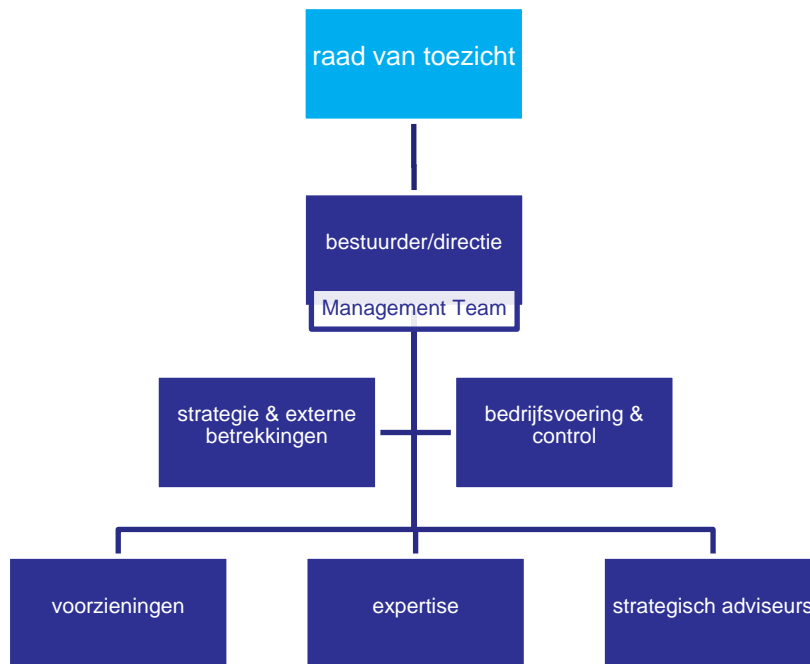 raad van toezicht
bestuurder/directie
Management Team
strategie & externe
betrekkingen
bedrijfsvoering &
control
voorzieningen
expertise
strategisch adviseurs